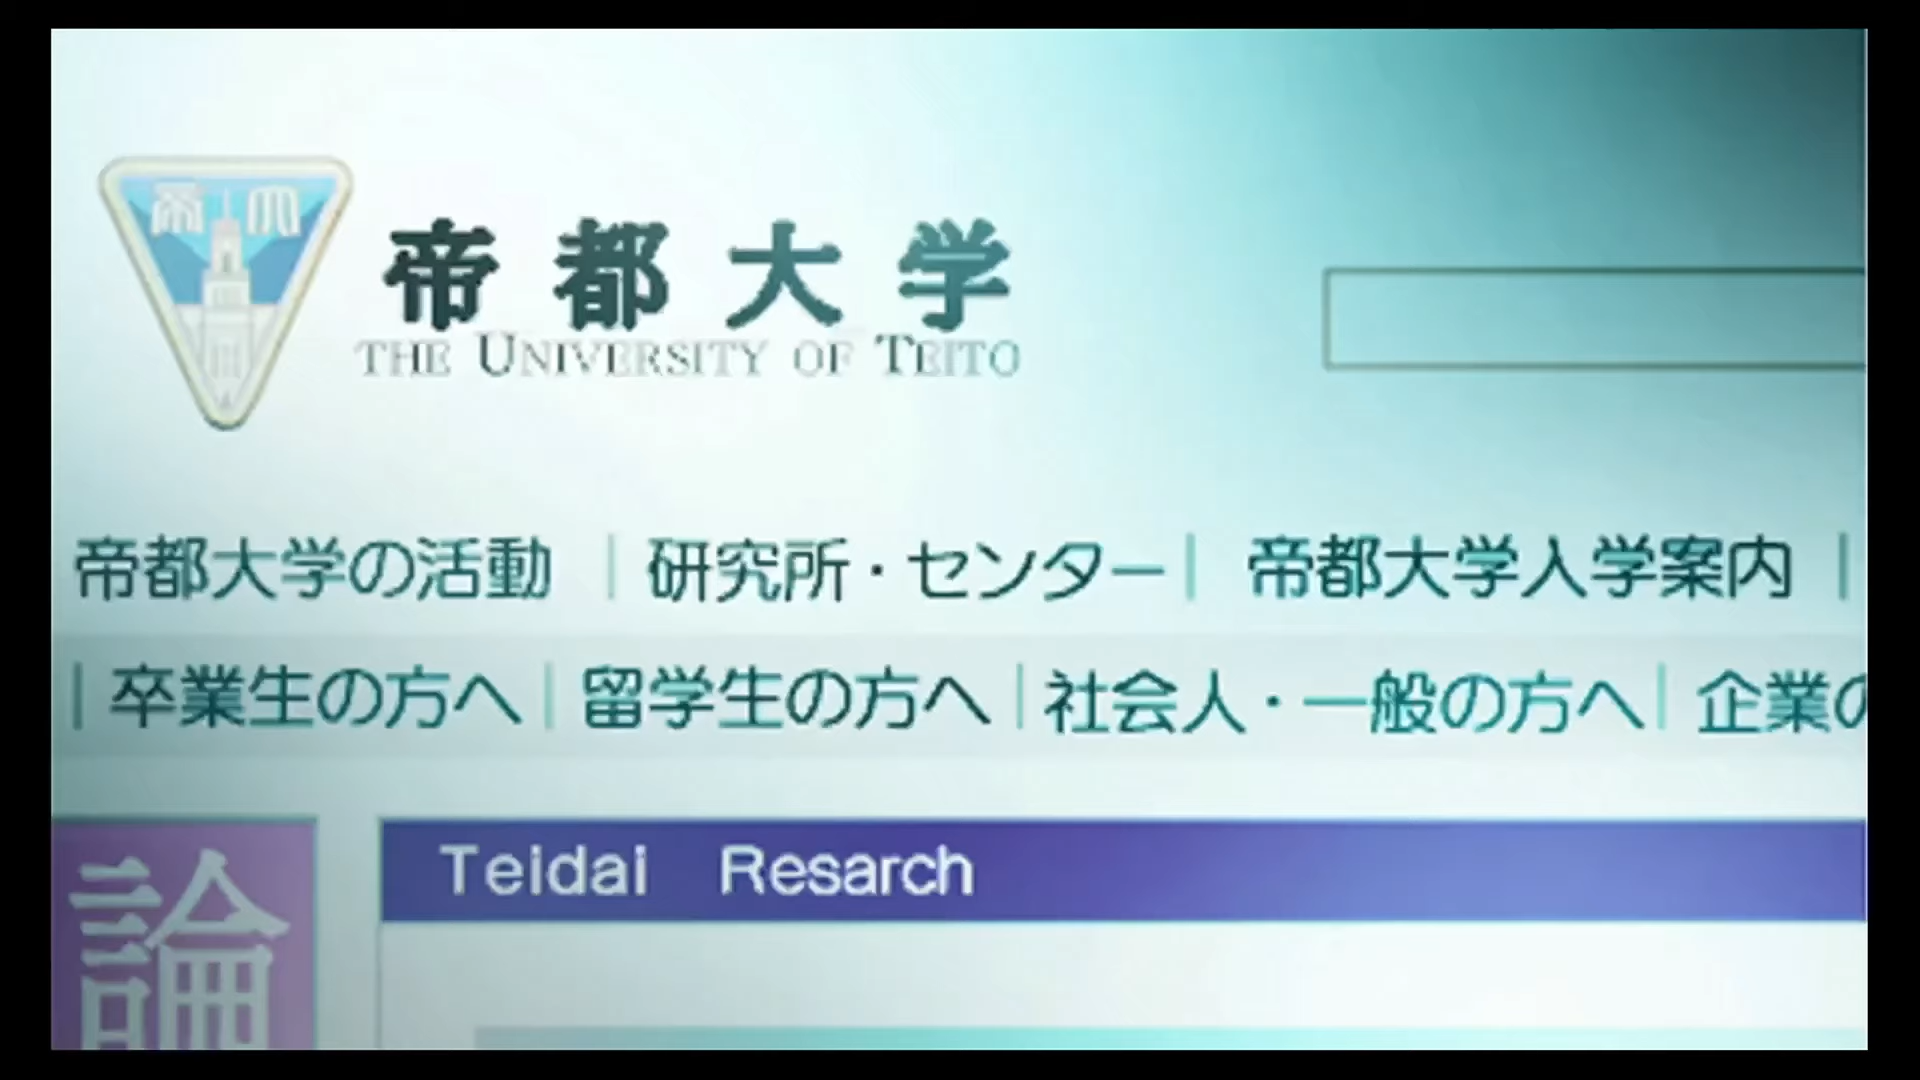 帝大
帝都大学
THE UNIVERSITY OF TEITO
帝都大学の活動 | 研究所・センター | 帝都大学入学案内 |
| 卒業生の方へ | 留学生の方へ | 社会人・一般の方へ | 企業の
論
Teidai Resarch